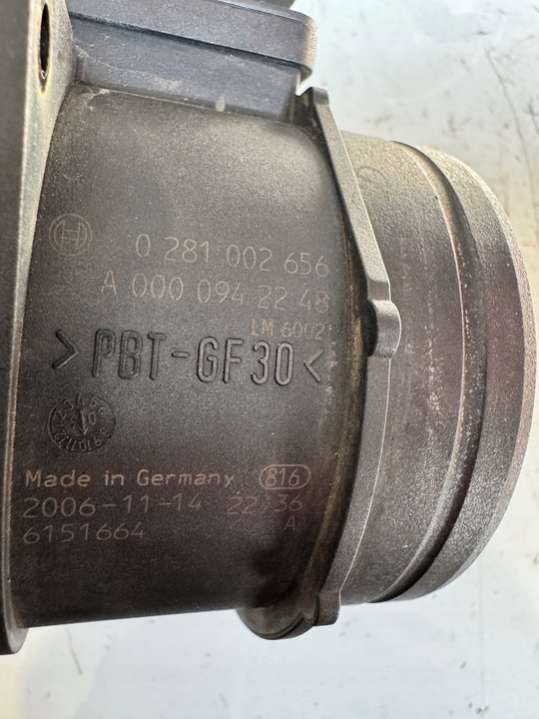 0 281 002 656
A 000 094 22 48
LM 6002
>PBT-GF30<
Made in Germany 816
2006-11-14 22/36
6151664 A